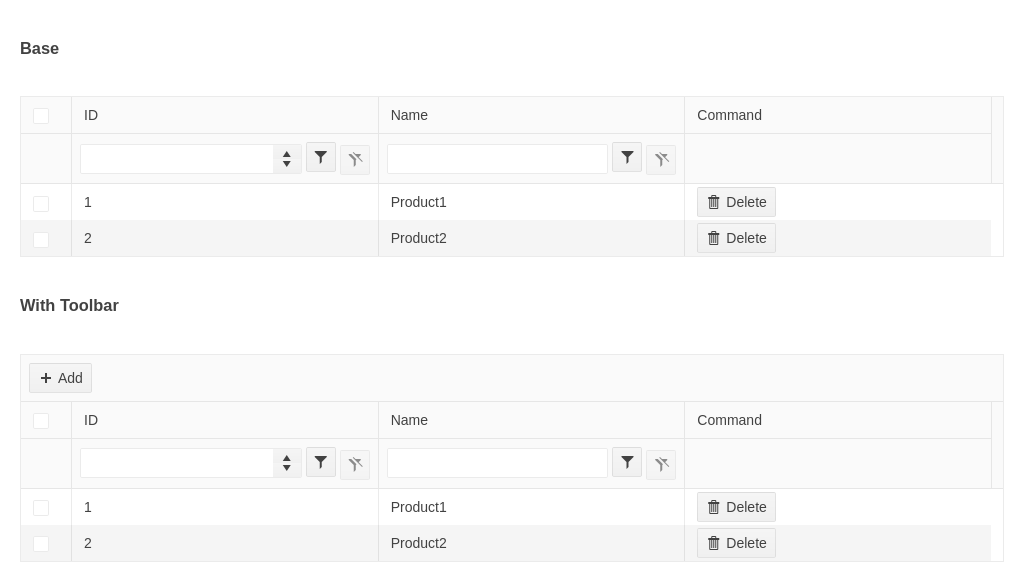 Base
ID Name Command
1 Product1 Delete
2 Product2 Delete
With Toolbar
Add
ID Name Command
1 Product1 Delete
2 Product2 Delete